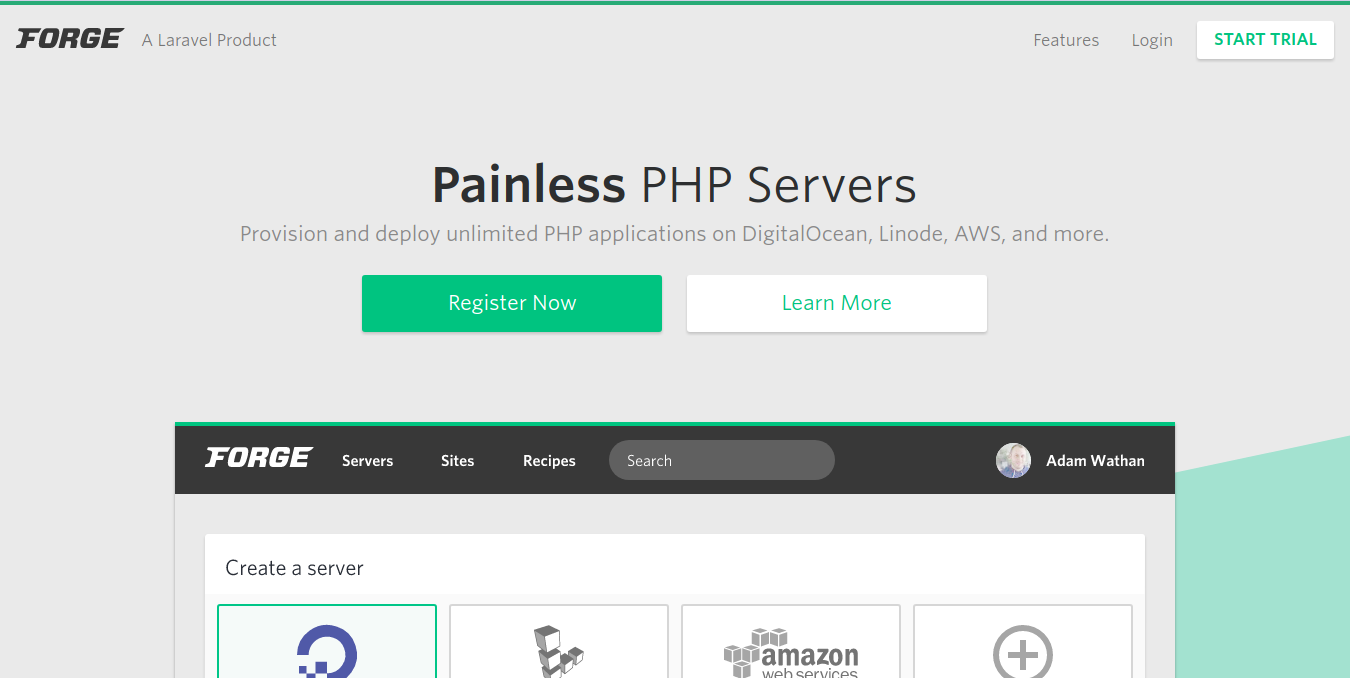 FORGE A Laravel Product Features Login START TRIAL
Painless PHP Servers
Provision and deploy unlimited PHP applications on DigitalOcean, Linode, AWS, and more.
Register Now Learn More
FORGE Servers Sites Recipes Search Adam Wathan
Create a server
amazon
web services